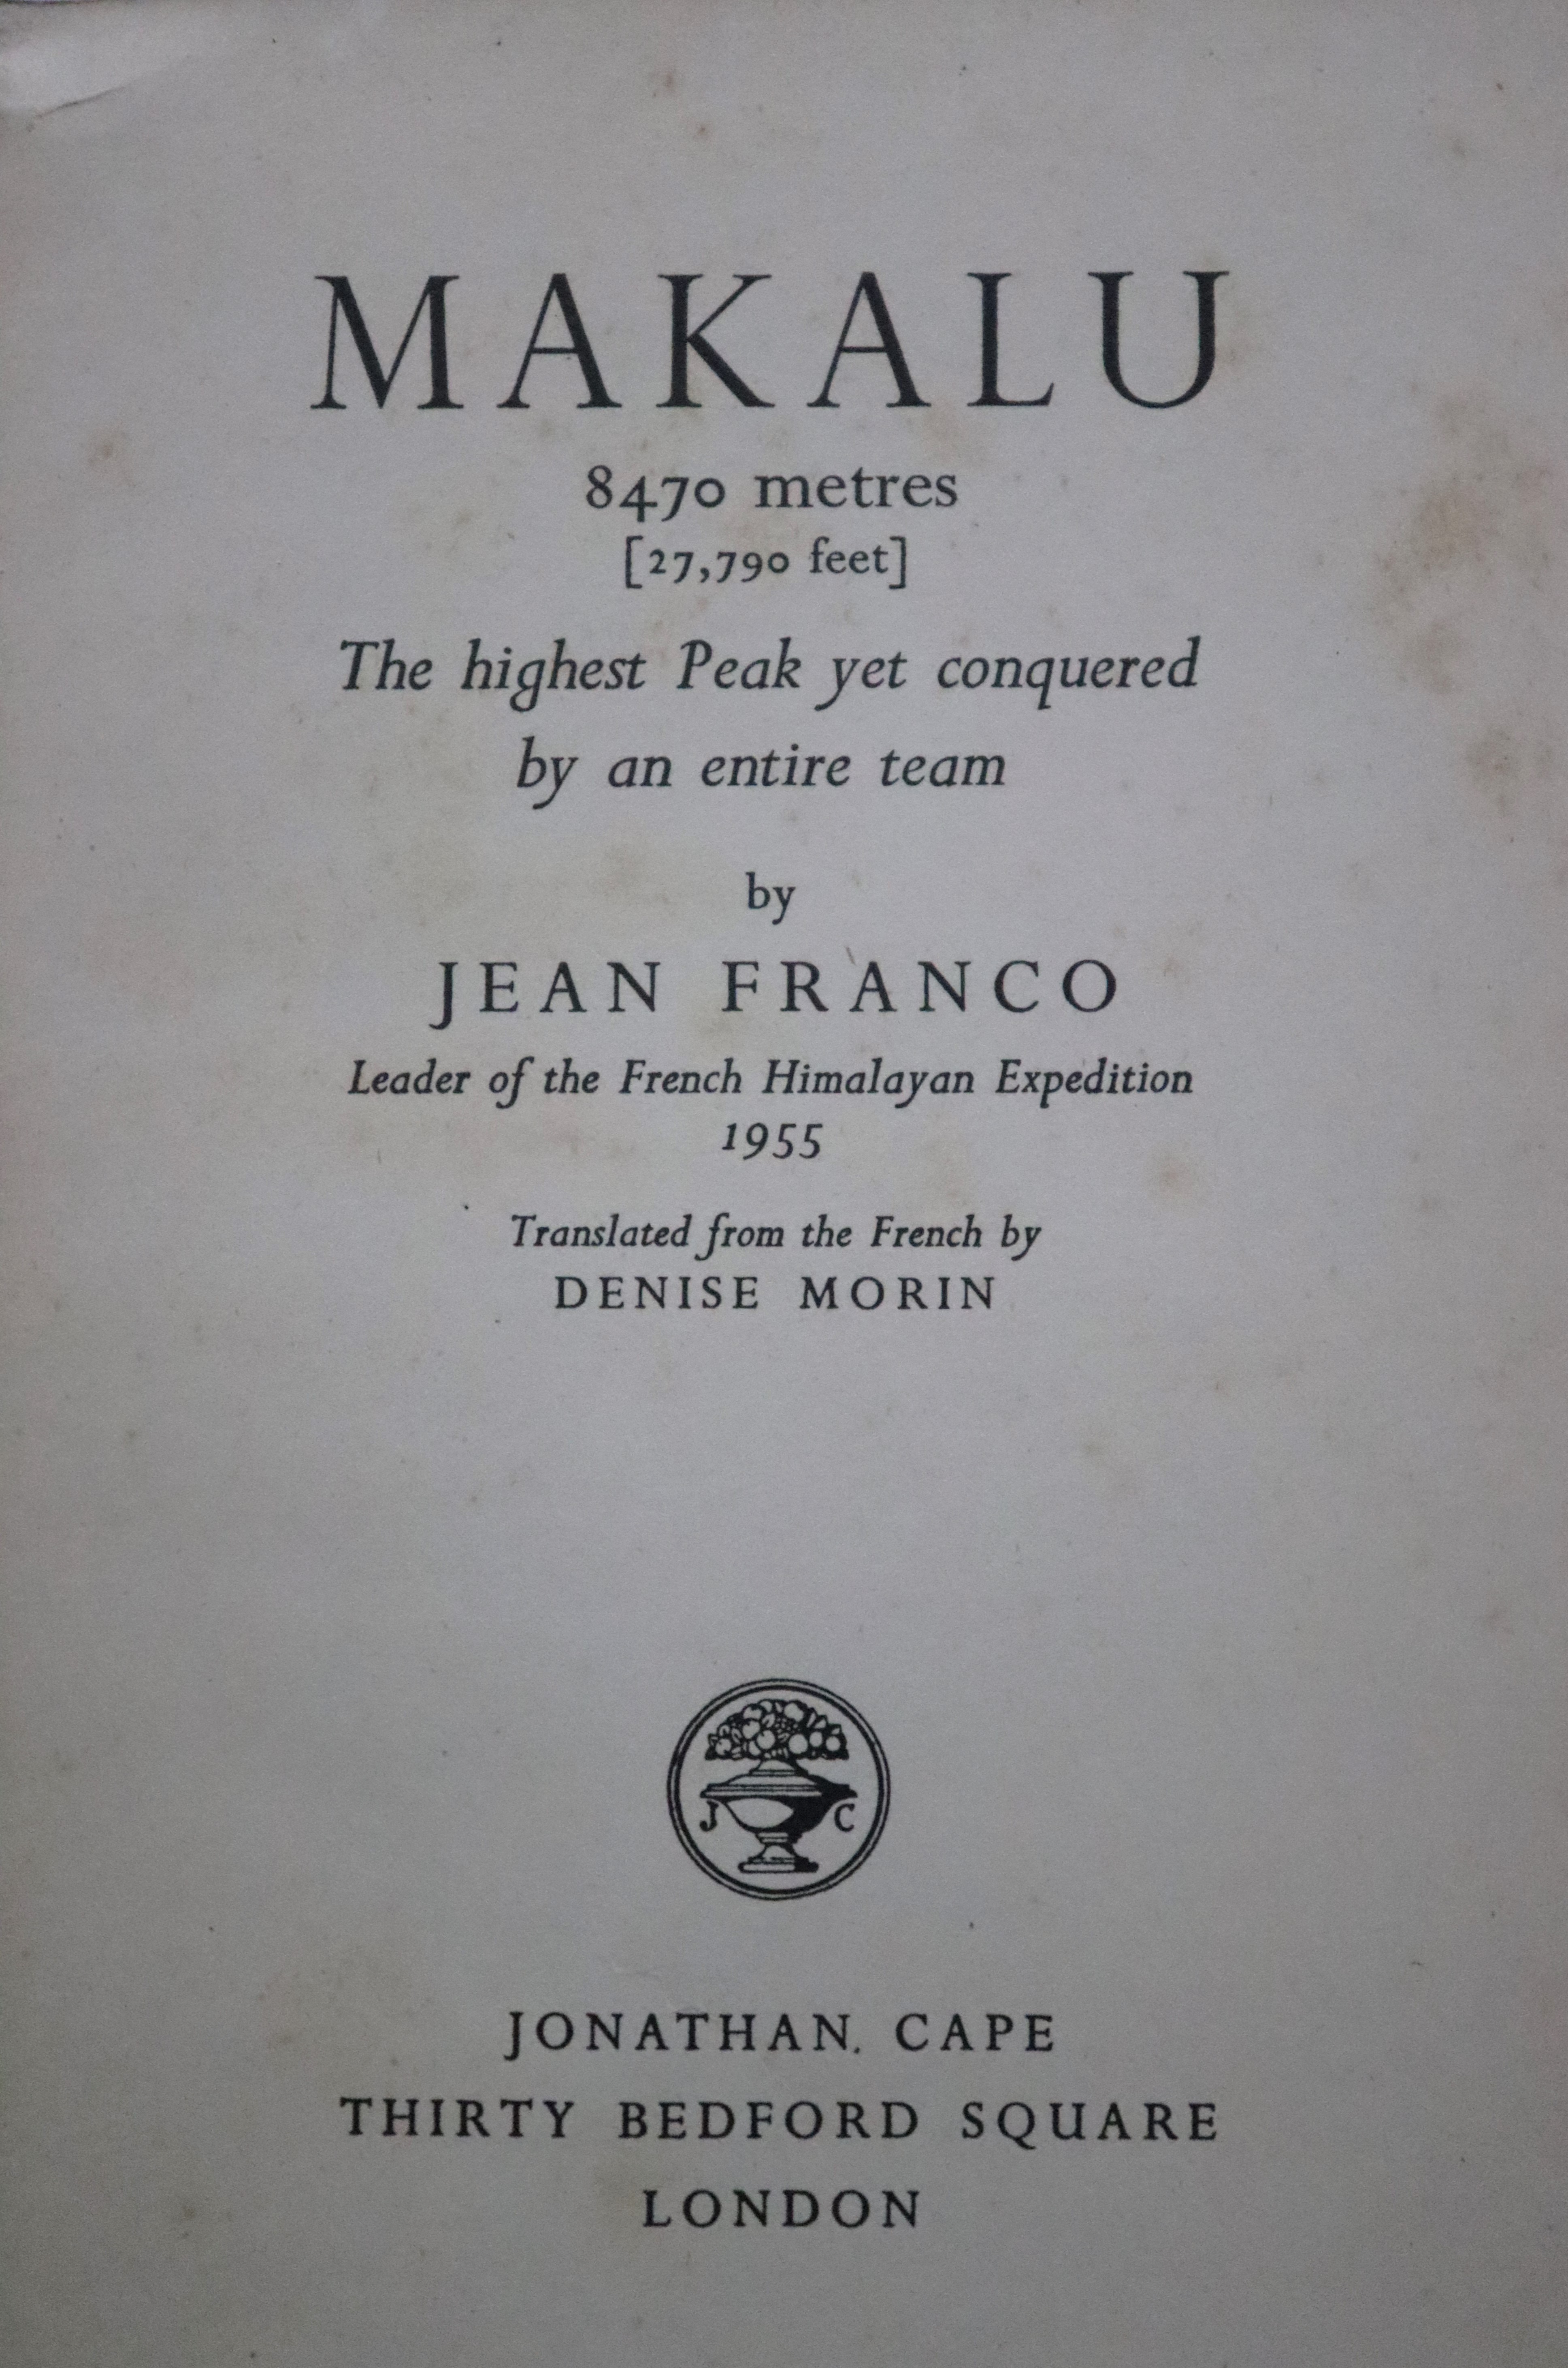 MAKALU
8470 metres
[27,790 feet]
The highest Peak yet conquered
by an entire team
by
JEAN FRANCO
Leader of the French Himalayan Expedition
1955
Translated from the French by
DENISE MORIN
J C
JONATHAN CAPE
THIRTY BEDFORD SQUARE
LONDON